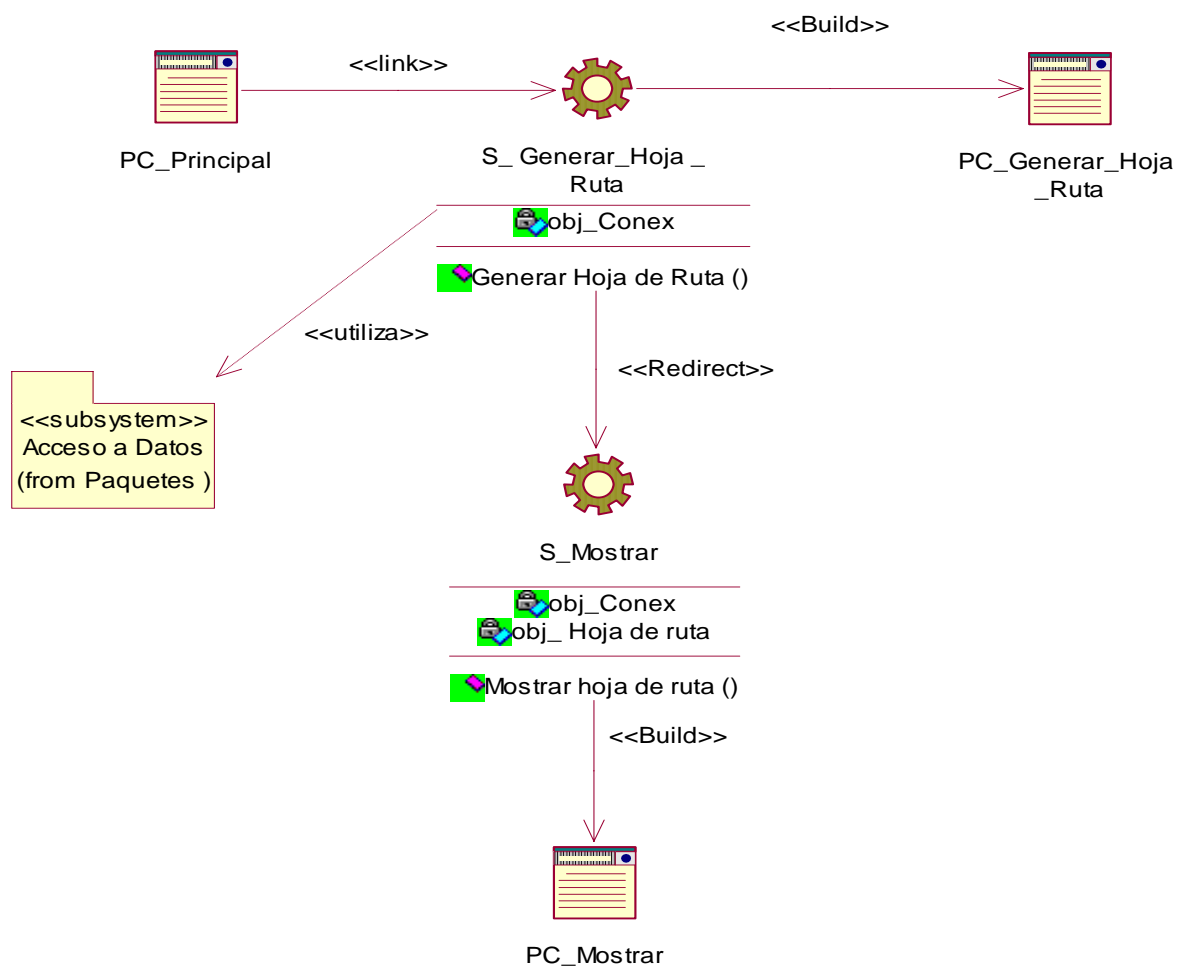 <<Build>>
<<link>>
PC_Principal
S_ Generar_Hoja _
Ruta
PC_Generar_Hoja
_Ruta
obj_Conex
Generar Hoja de Ruta ()
<<utiliza>>
<<Redirect>>
<<subsystem>>
Acceso a Datos
(from Paquetes )
S_Mostrar
obj_Conex
obj_ Hoja de ruta
Mostrar hoja de ruta ()
<<Build>>
PC_Mostrar